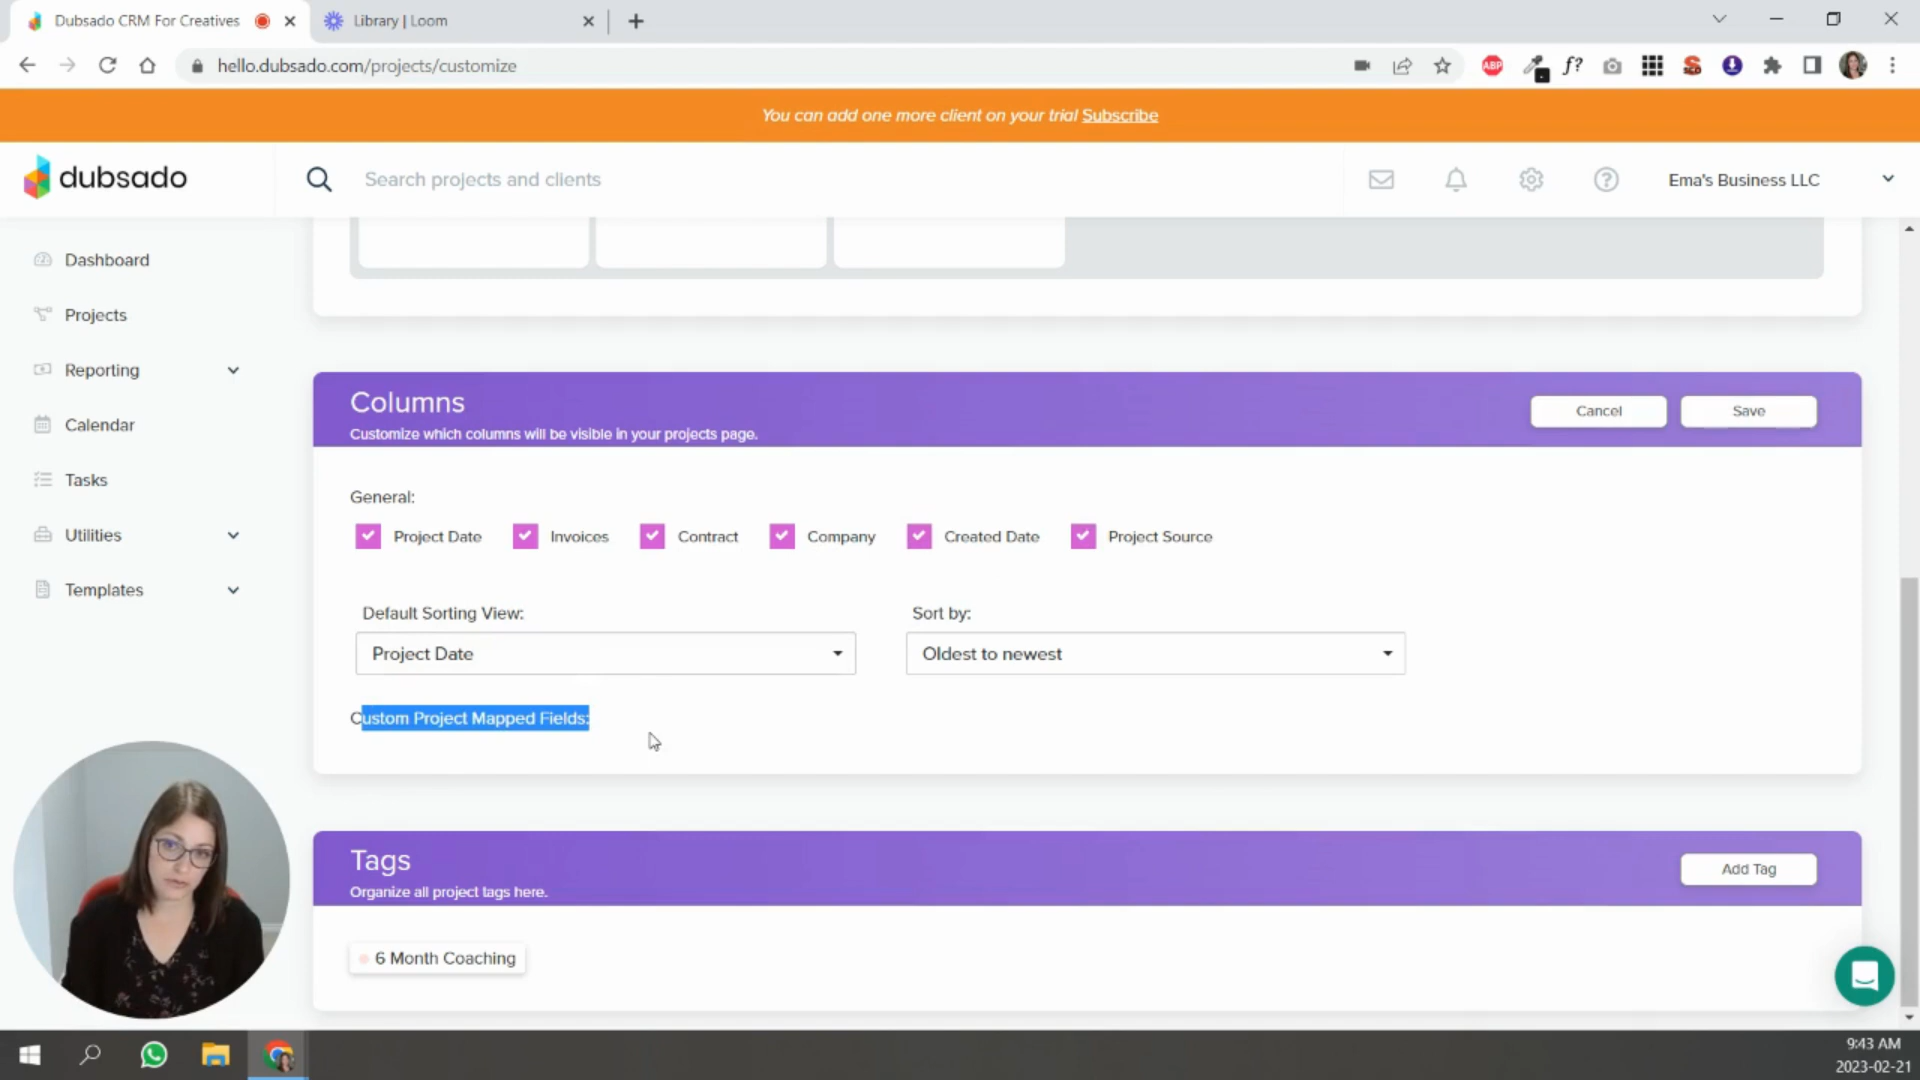 Dubsado CRM For Creatives
Library | Loom
hello.dubsado.com/projects/customize
ABP
f?
You can add one more client on your trial Subscribe
dubsado
Search projects and clients
Ema's Business LLC
Dashboard
Projects
Reporting
Calendar
Tasks
Utilities
Templates
Columns
Customize which columns will be visible in your projects page.
Cancel
Save
General:
Project Date
Invoices
Contract
Company
Created Date
Project Source
Default Sorting View:
Sort by:
Project Date
Oldest to newest
Custom Project Mapped Fields:
Tags
Organize all project tags here.
Add Tag
6 Month Coaching
9:43 AM
2023-02-21